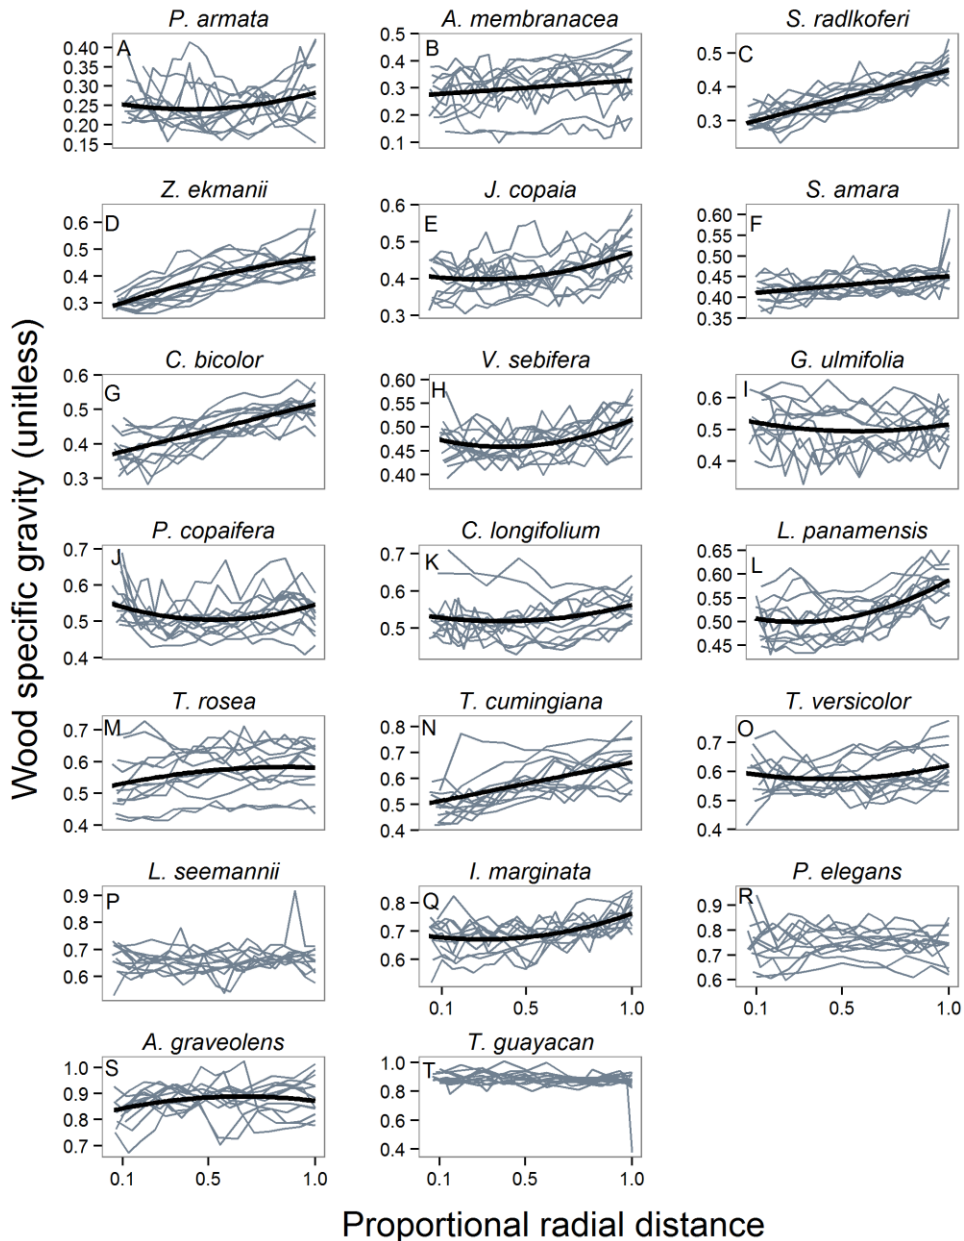 P. armata A. membranacea S. radlkoferi
A B C
0.40 0.35 0.30 0.25 0.20 0.15
0.5 0.4 0.3 0.2 0.1
0.5 0.4 0.3
Z. ekmanii J. copaia S. amara
D E F
0.6 0.5 0.4 0.3
0.6 0.5 0.4 0.3
0.60 0.55 0.50 0.45 0.40 0.35
C. bicolor V. sebifera G. ulmifolia
G H I
0.6 0.5 0.4 0.3
0.60 0.55 0.50 0.45 0.40
0.6 0.5 0.4
P. copaifera C. longifolium L. panamensis
J K L
0.7 0.6 0.5 0.4
0.7 0.6 0.5
0.65 0.60 0.55 0.50 0.45
T. rosea T. cumingiana T. versicolor
M N O
0.7 0.6 0.5 0.4
0.8 0.7 0.6 0.5 0.4
0.7 0.6 0.5 0.4
L. seemannii I. marginata P. elegans
P Q R
0.9 0.8 0.7 0.6
0.8 0.7 0.6
0.9 0.8 0.7 0.6
0.1 0.5 1.0
0.1 0.5 1.0
A. graveolens T. guayacan
S T
1.0 0.9 0.8 0.7
1.0 0.8 0.6 0.4
0.1 0.5 1.0
0.1 0.5 1.0
Wood specific gravity (unitless)
Proportional radial distance